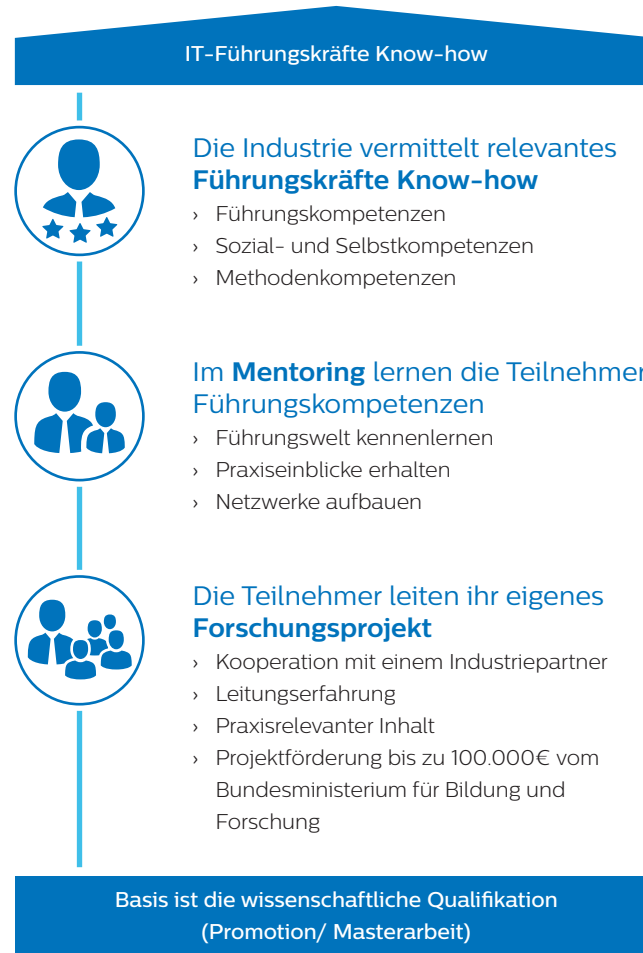 IT-Führungskräfte Know-how
Die Industrie vermittelt relevantes
Führungskräfte Know-how
› Führungskompetenzen
› Sozial- und Selbstkompetenzen
› Methodenkompetenzen
Im Mentoring lernen die Teilnehmer
Führungskompetenzen
› Führungswelt kennenlernen
› Praxiseinblicke erhalten
› Netzwerke aufbauen
Die Teilnehmer leiten ihr eigenes
Forschungsprojekt
› Kooperation mit einem Industriepartner
› Leitungserfahrung
› Praxisrelevanter Inhalt
› Projektförderung bis zu 100.000€ vom
Bundesministerium für Bildung und
Forschung
Basis ist die wissenschaftliche Qualifikation
(Promotion/ Masterarbeit)